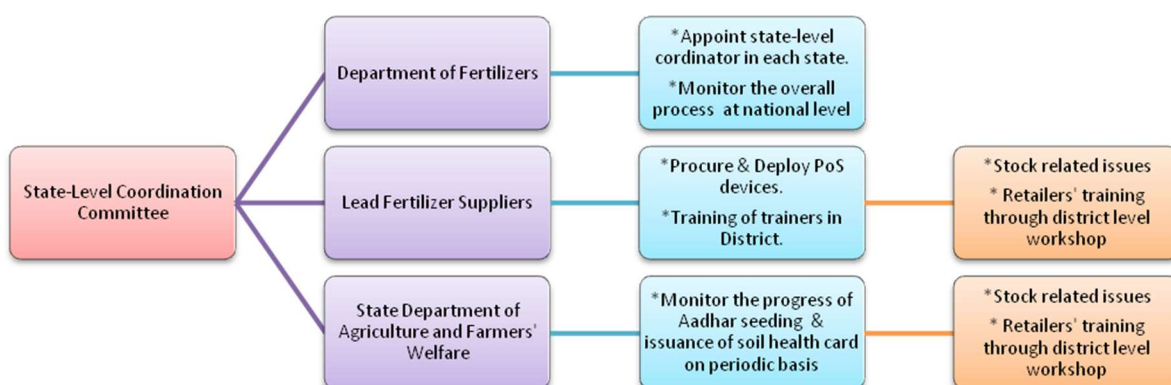 Department of Fertilizers
*Appoint state-level
cordinator in each state.
*Monitor the overall
process at national level
State-Level Coordination
Committee
Lead Fertilizer Suppliers
*Procure & Deploy PoS
devices.
*Training of trainers in
District.
*Stock related issues
*Retailers' training
through district level
workshop
State Department of
Agriculture and Farmers'
Welfare
*Monitor the progress of
Aadhar seeding &
issuance of soil health card
on periodic basis
*Stock related issues
*Retailers' training
through district level
workshop